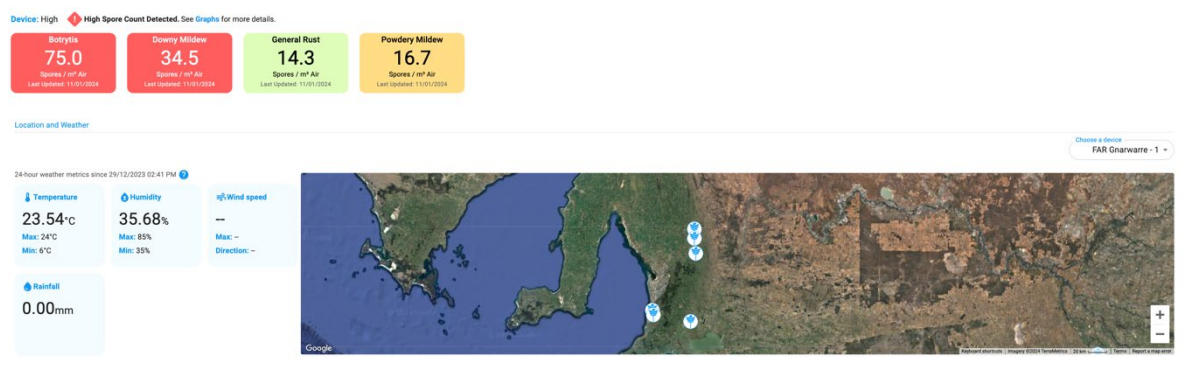 Device: High High Spore Count Detected. See Graphs for more details.
Botrytis
75.0
Spores / m³ Air
Last Updated: 11/01/2024
Downy Mildew
34.5
Spores / m³ Air
Last Updated: 11/01/2024
General Rust
14.3
Spores / m³ Air
Last Updated: 11/01/2024
Powdery Mildew
16.7
Spores / m³ Air
Last Updated: 11/01/2024
Location and Weather
Choose a device
FAR Gnarwarre - 1
24-hour weather metrics since 29/12/2023 02:41 PM ?
Temperature
23.54°C
Max: 24°C
Min: 6°C
Humidity
35.68%
Max: 85%
Min: 35%
Wind speed
--
Max: --
Direction: --
Rainfall
0.00mm
Google
Keyboard shortcuts Imagery ©2024 TerraMetrics 20 km Terms Report a map error